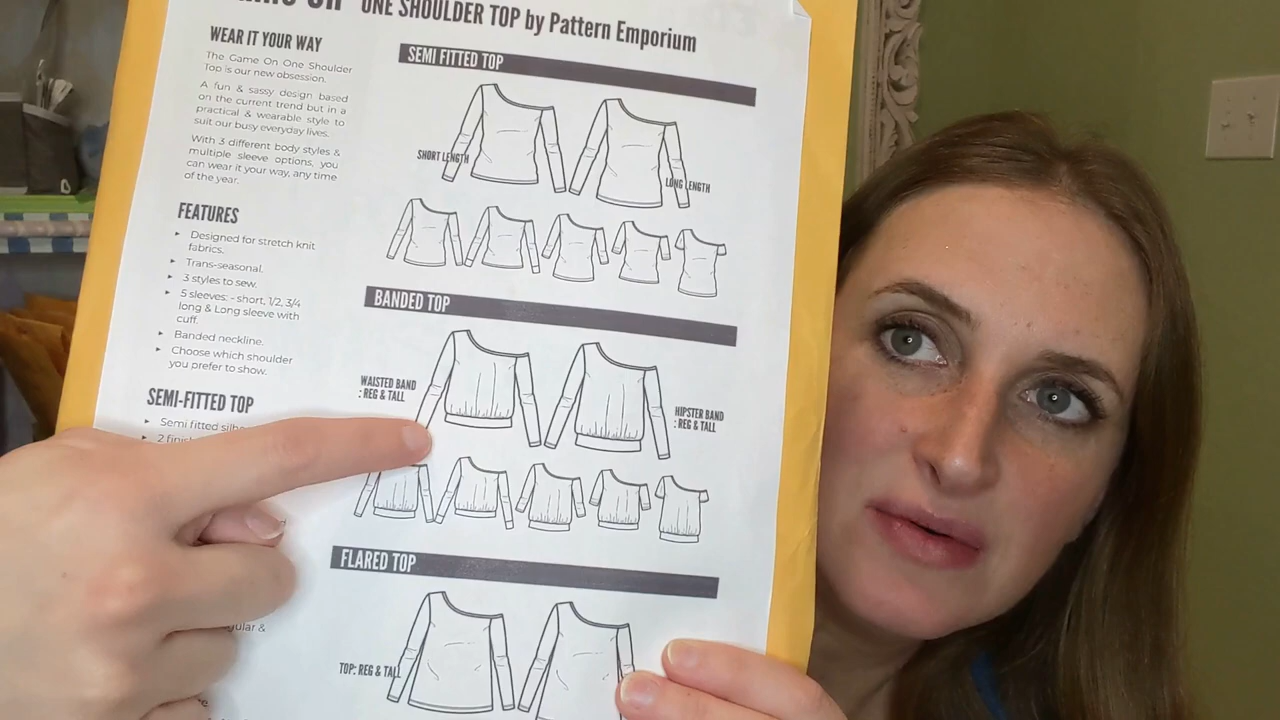 ONE SHOULDER TOP by Pattern Emporium
WEAR IT YOUR WAY
The Game On One Shoulder
Top is our new obsession.
A fun & sassy design based
on the current trend but in a
practical & wearable style to
suit our busy everyday lives.
With 3 different body styles &
multiple sleeve options, you
can wear it your way, any time
of the year.
FEATURES
Designed for stretch knit
fabrics.
Trans-seasonal.
3 styles to sew.
5 sleeves: - short, 1/2, 3/4
long & Long sleeve with
cuff.
Banded neckline.
Choose which shoulder
you prefer to show.
SEMI-FITTED TOP
Semi fitted
2
SEMI FITTED TOP
SHORT LENGTH
LONG LENGTH
BANDED TOP
WAISTED BAND
: REG & TALL
HIPSTER BAND
: REG & TALL
FLARED TOP
TOP: REG & TALL